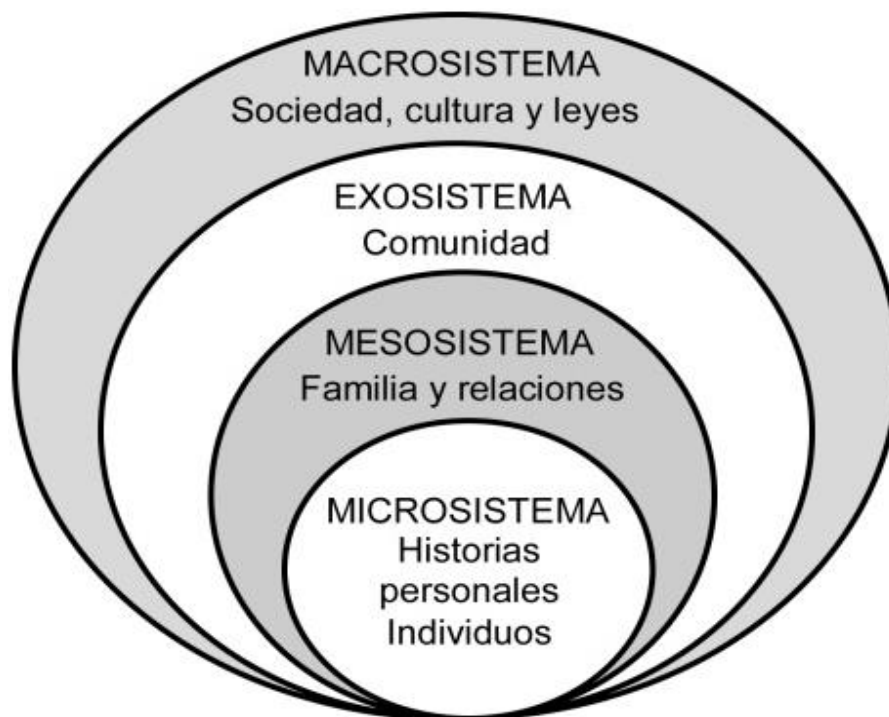 MACROSISTEMA
Sociedad, cultura y leyes
EXOSISTEMA
Comunidad
MESOSISTEMA
Familia y relaciones
MICROSISTEMA
Historias
personales
Individuos